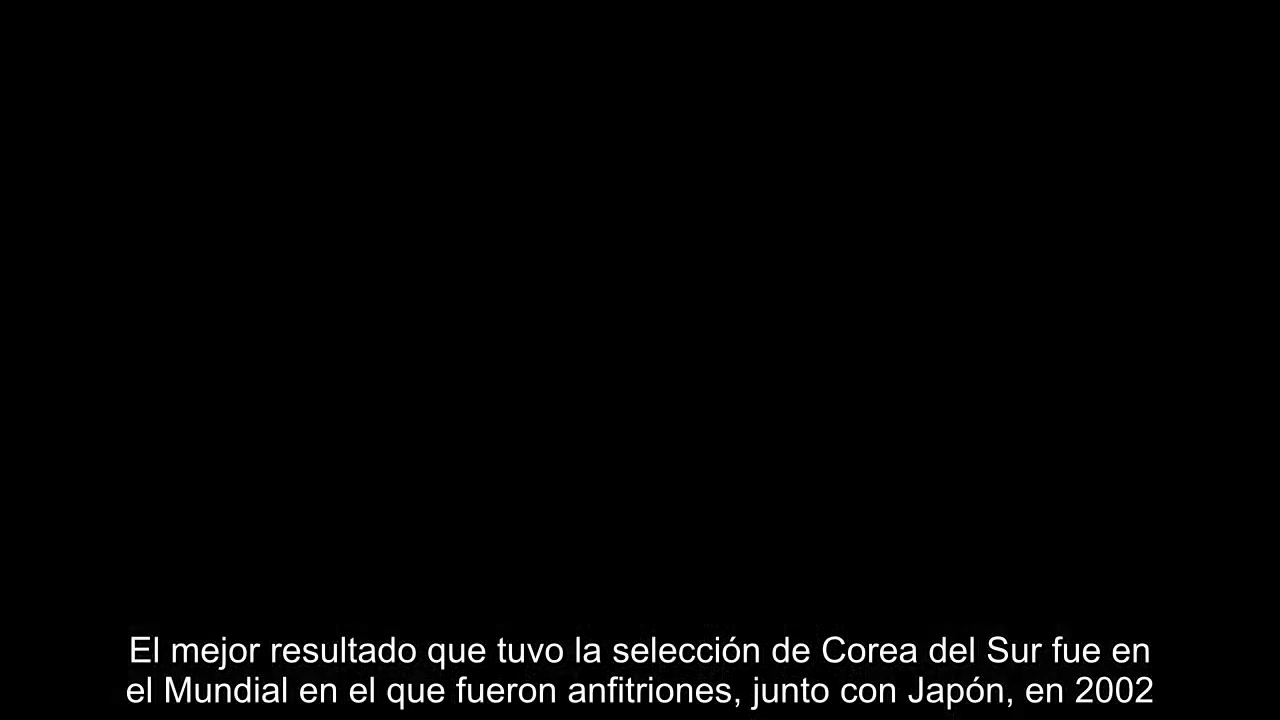 El mejor resultado que tuvo la selección de Corea del Sur fue en
el Mundial en el que fueron anfitriones, junto con Japón, en 2002